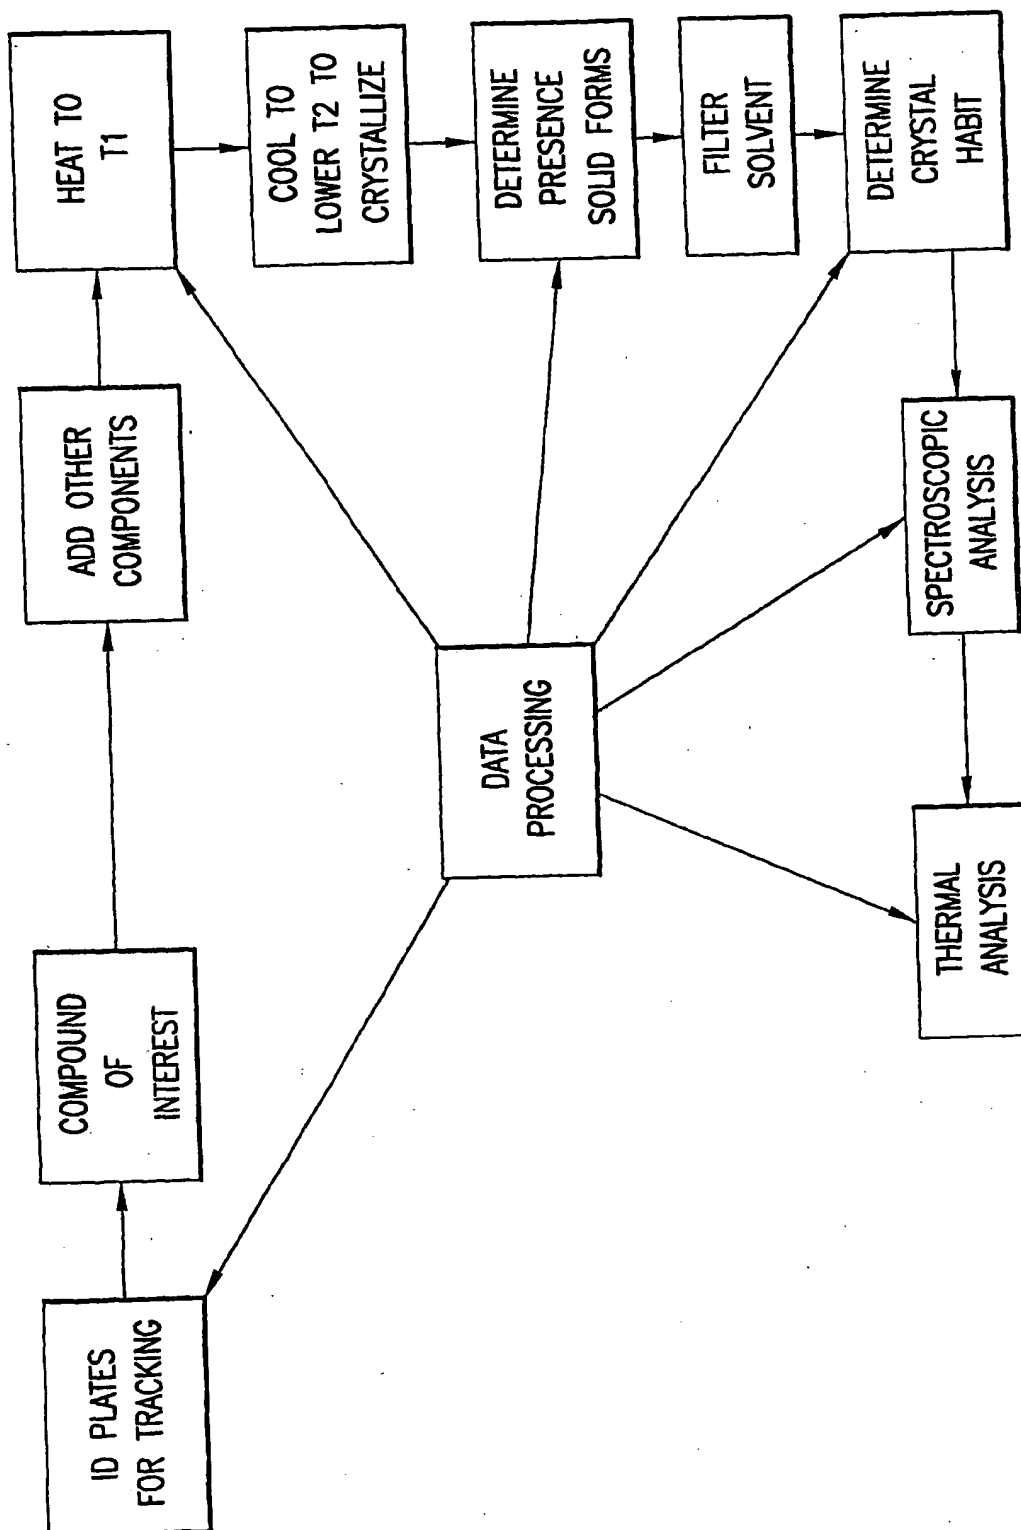 ID PLATES
FOR TRACKING
COMPOUND
OF
INTEREST
ADD OTHER
COMPONENTS
HEAT TO
T1
COOL TO
LOWER T2 TO
CRYSTALLIZE
DETERMINE
PRESENCE
SOLID FORMS
FILTER
SOLVENT
DETERMINE
CRYSTAL
HABIT
SPECTROSCOPIC
ANALYSIS
THERMAL
ANALYSIS
DATA
PROCESSING